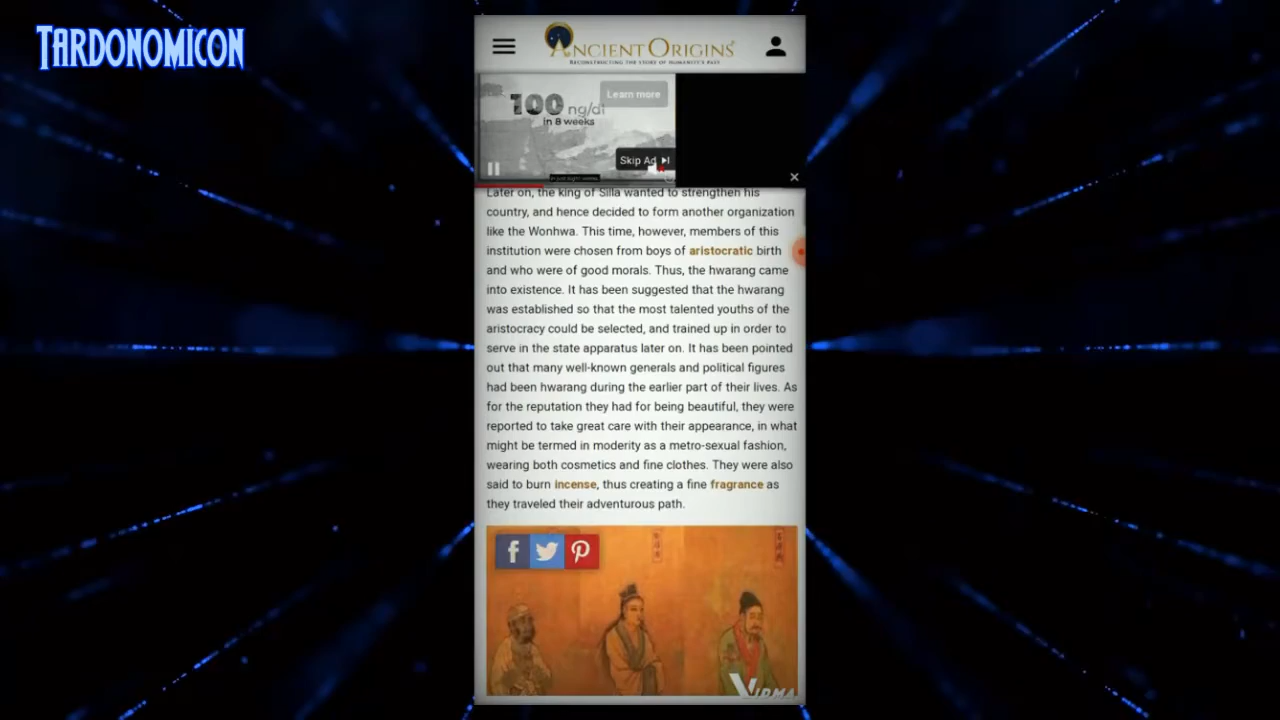 TARDONOMICON
ANCIENT ORIGINS
RECONSTRUCTING THE STORY OF HUMANITY'S PAST
Learn more
100 ng/dl
in 8 weeks
Skip Ad
in just eight weeks.
Later on, the king of Silla wanted to strengthen his
country, and hence decided to form another organization
like the Wonhwa. This time, however, members of this
institution were chosen from boys of aristocratic birth
and who were of good morals. Thus, the hwarang came
into existence. It has been suggested that the hwarang
was established so that the most talented youths of the
aristocracy could be selected, and trained up in order to
serve in the state apparatus later on. It has been pointed
out that many well-known generals and political figures
had been hwarang during the earlier part of their lives. As
for the reputation they had for being beautiful, they were
reported to take great care with their appearance, in what
might be termed in moderity as a metro-sexual fashion,
wearing both cosmetics and fine clothes. They were also
said to burn incense, thus creating a fine fragrance as
they traveled their adventurous path.